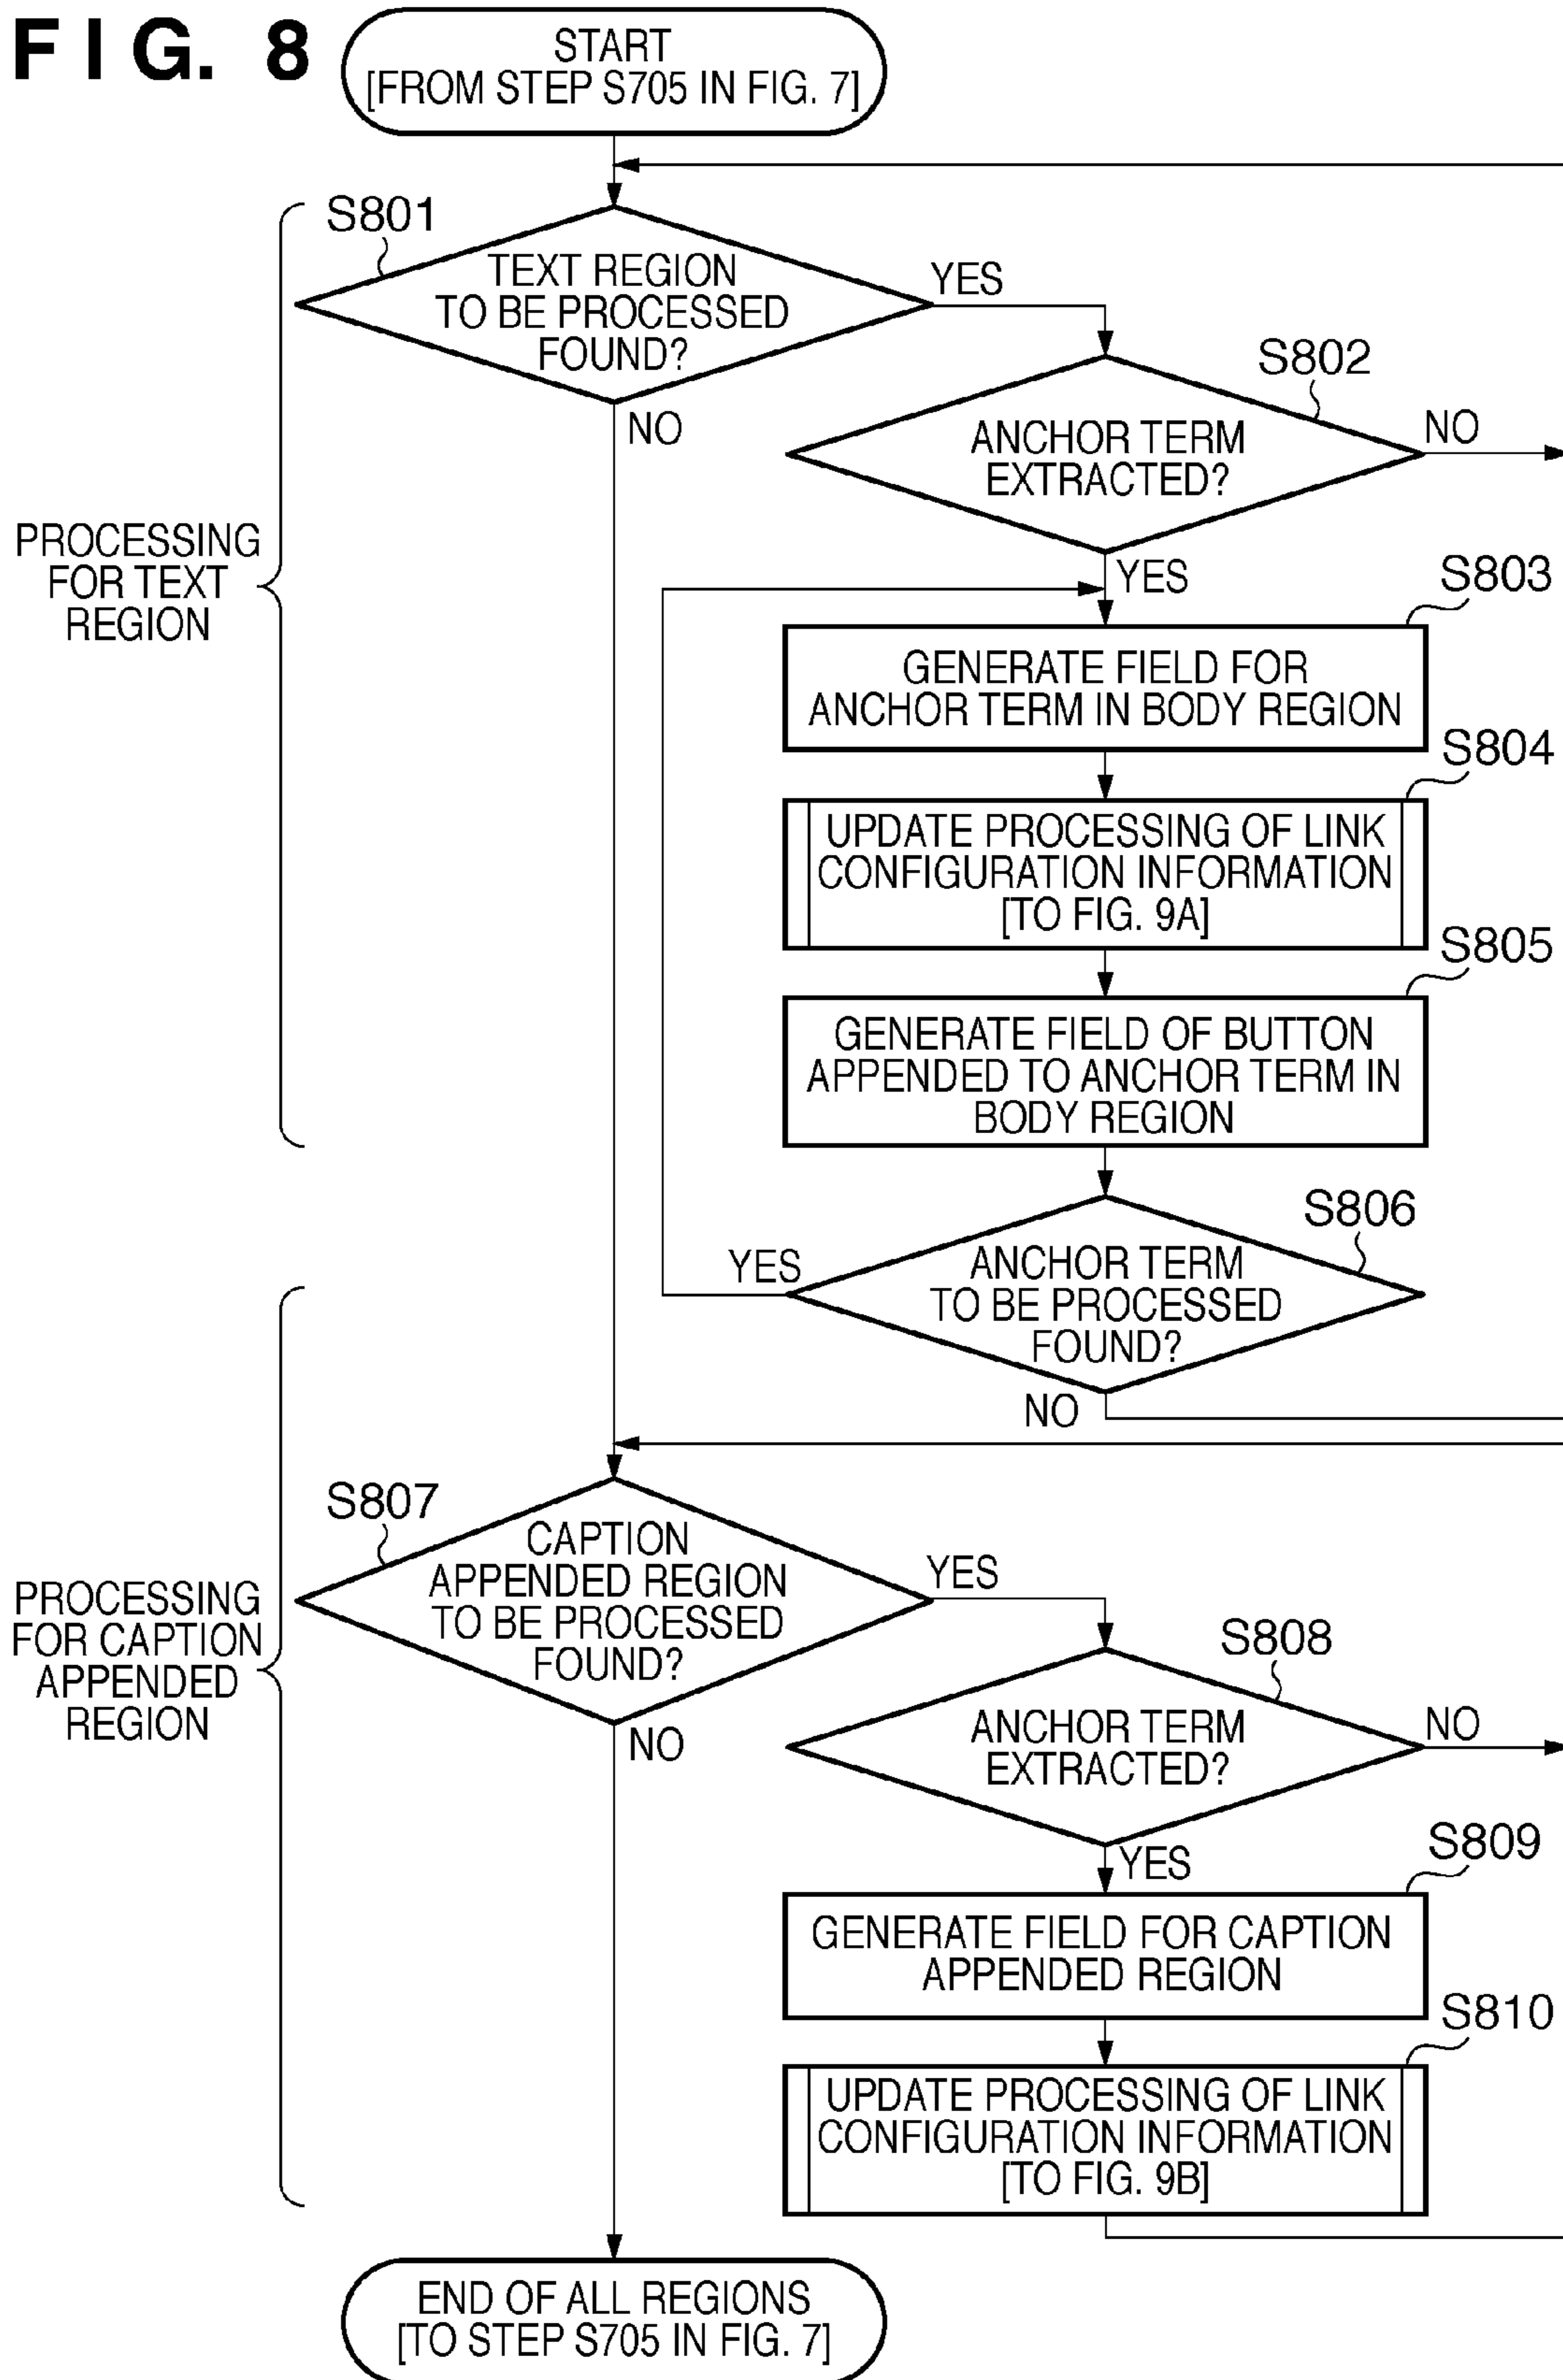 FIG. 8
START
[FROM STEP S705 IN FIG. 7]
S801
TEXT REGION
TO BE PROCESSED
FOUND?
YES
NO
S802
ANCHOR TERM
EXTRACTED?
NO
YES
PROCESSING
FOR TEXT
REGION
S803
GENERATE FIELD FOR
ANCHOR TERM IN BODY REGION
S804
UPDATE PROCESSING OF LINK
CONFIGURATION INFORMATION
[TO FIG. 9A]
S805
GENERATE FIELD OF BUTTON
APPENDED TO ANCHOR TERM IN
BODY REGION
S806
ANCHOR TERM
TO BE PROCESSED
FOUND?
YES
NO
S807
CAPTION
APPENDED REGION
TO BE PROCESSED
FOUND?
YES
NO
PROCESSING
FOR CAPTION
APPENDED
REGION
S808
ANCHOR TERM
EXTRACTED?
NO
YES
S809
GENERATE FIELD FOR CAPTION
APPENDED REGION
S810
UPDATE PROCESSING OF LINK
CONFIGURATION INFORMATION
[TO FIG. 9B]
END OF ALL REGIONS
[TO STEP S705 IN FIG. 7]